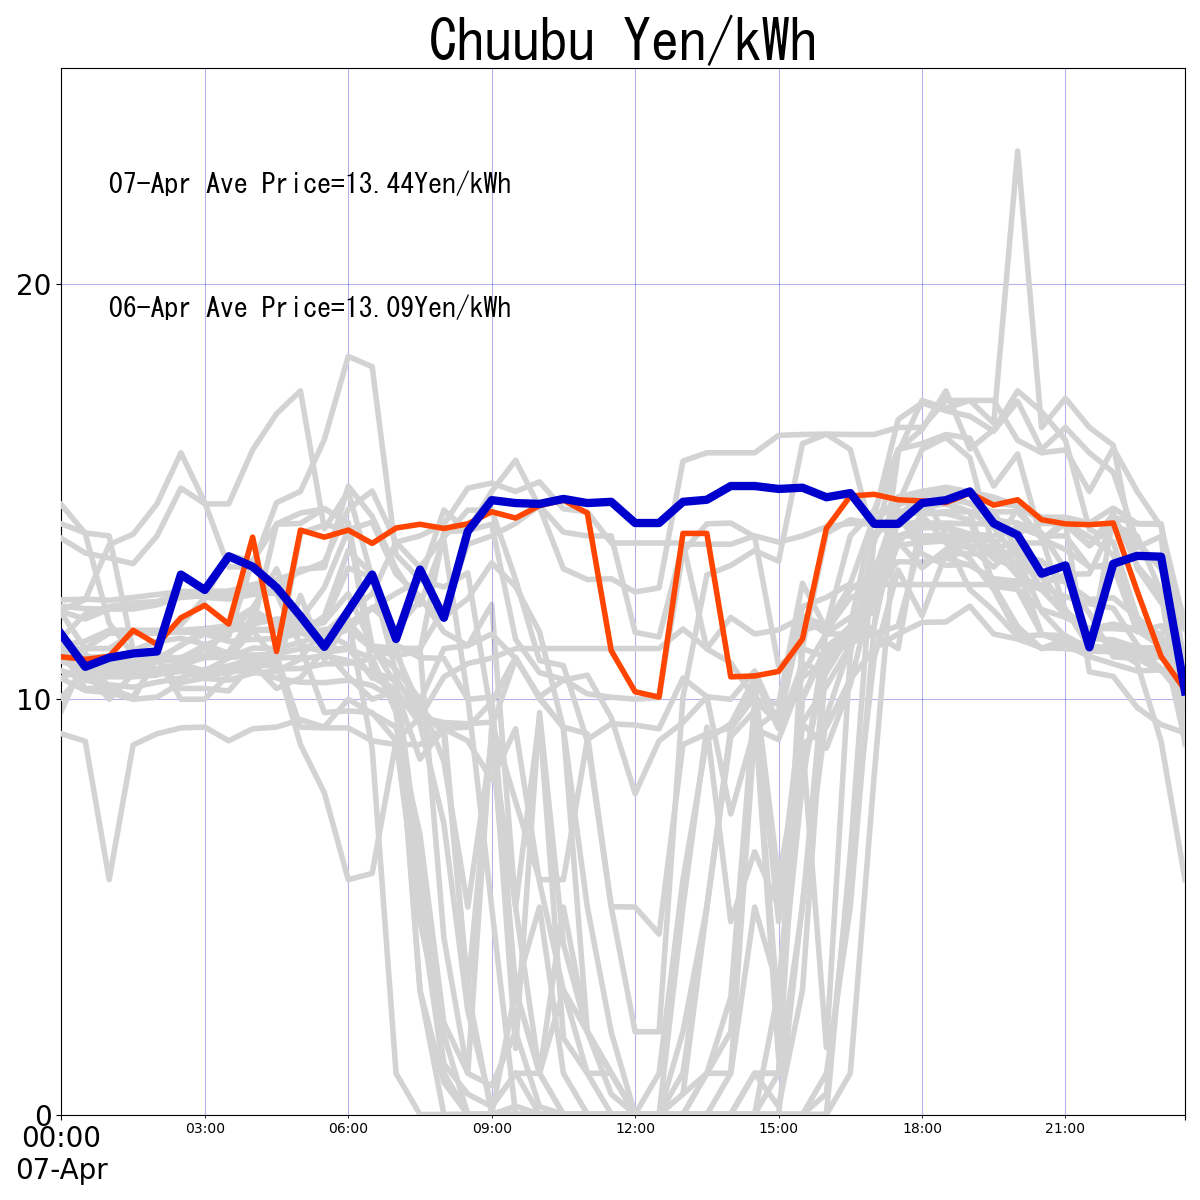 Chuubu Yen/kWh
07-Apr Ave Price=13.44Yen/kWh
20
06-Apr Ave Price=13.09Yen/kWh
10
0
00:00 03:00 06:00 09:00 12:00 15:00 18:00 21:00
07-Apr